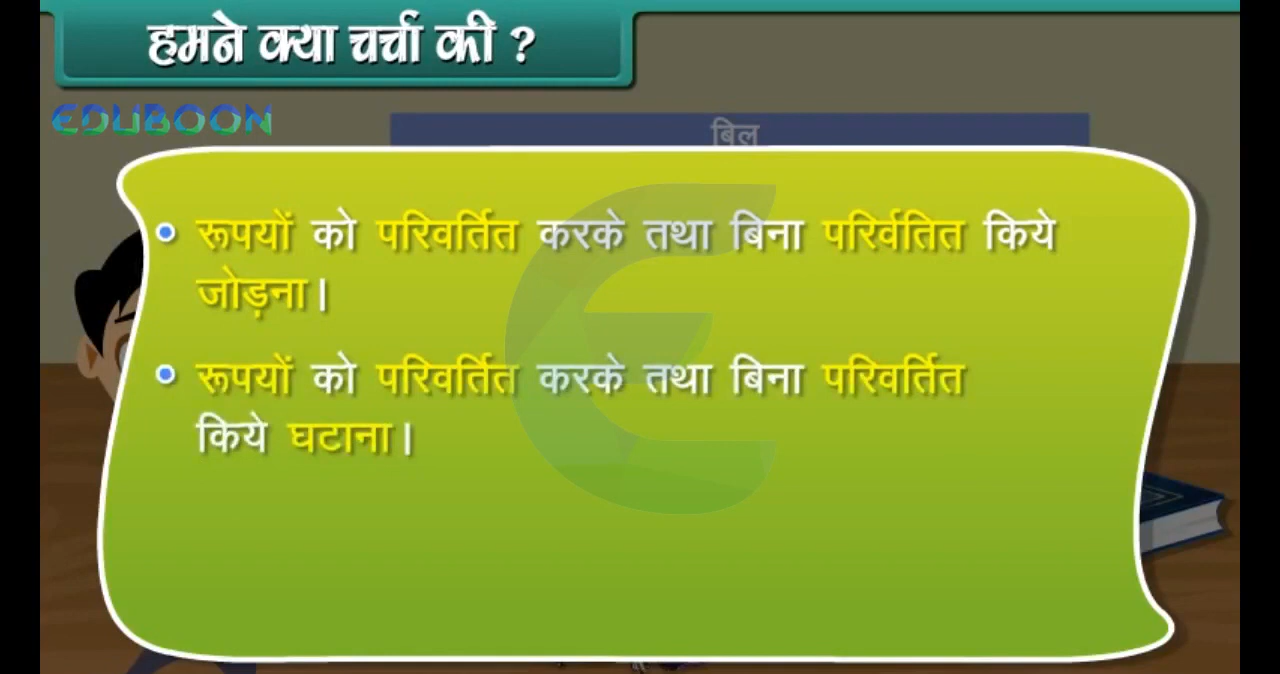 हमने क्या चर्चा की ?
EDUBOON
बिल
• रूपयों को परिवर्तित करके तथा बिना परिर्वतित किये
जोड़ना।
• रूपयों को परिवर्तित करके तथा बिना परिवर्तित
किये घटाना।